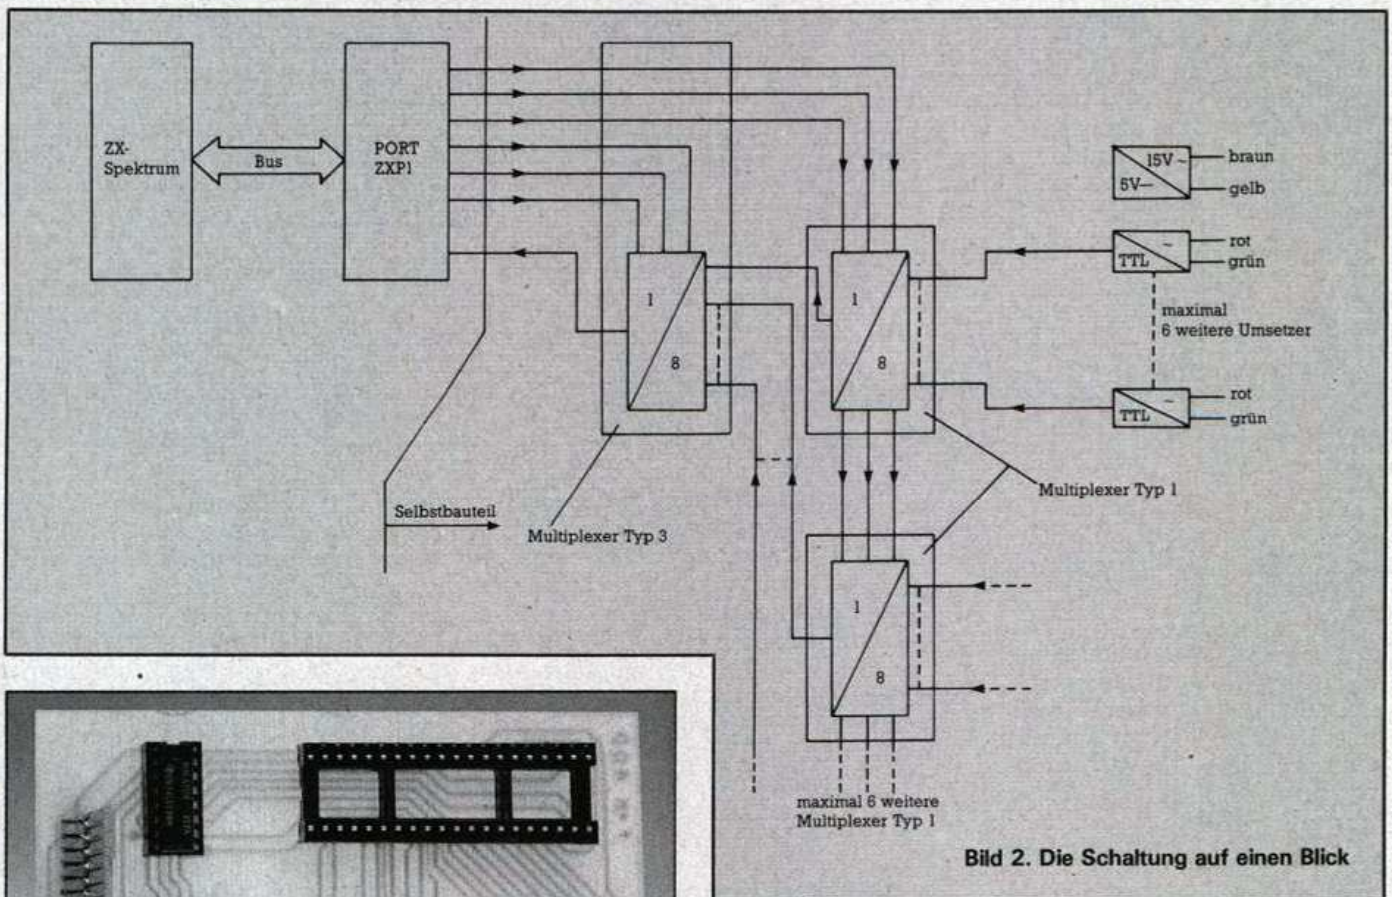 ZX-
Spektrum
Bus
PORT
ZXP1
15V ~
5V—
braun
gelb
~
TTL
rot
grün
maximal
6 weitere Umsetzer
~
TTL
rot
grün
1
8
1
8
Selbstbauteil
Multiplexer Typ 3
Multiplexer Typ 1
1
8
maximal 6 weitere
Multiplexer Typ 1
Bild 2. Die Schaltung auf einen Blick